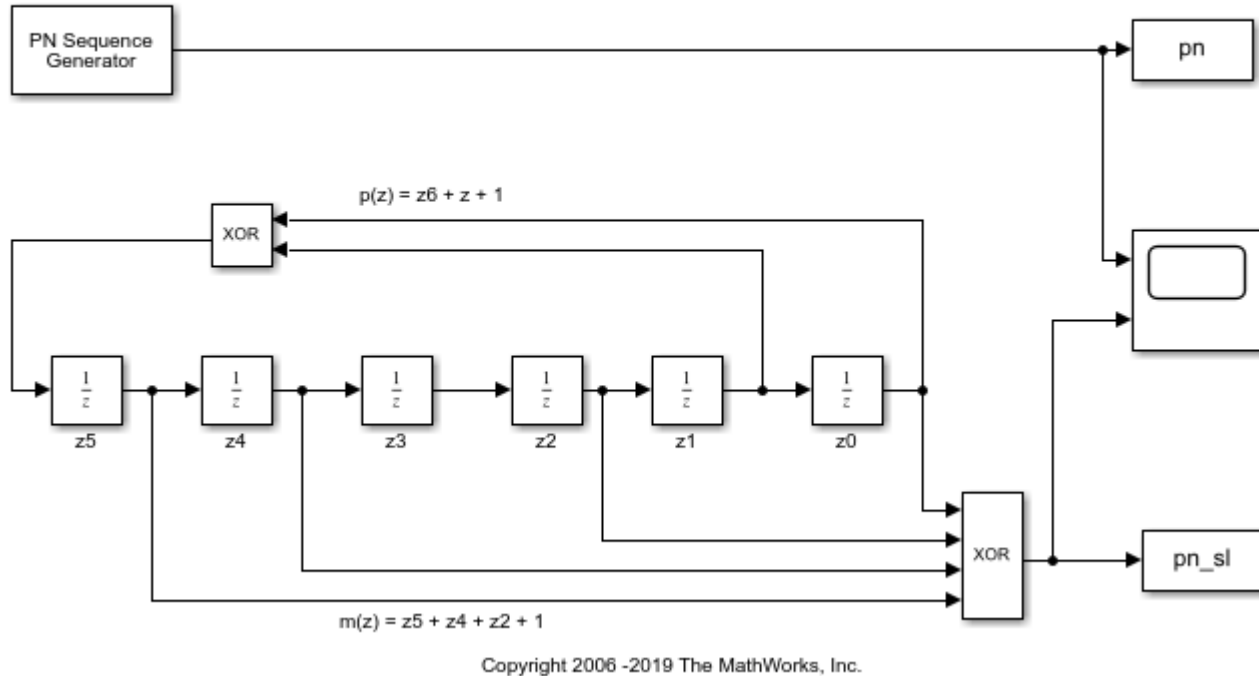 PN Sequence
Generator
pn
p(z) = z6 + z + 1
XOR
1
z
1
z
1
z
1
z
1
z
1
z
z5
z4
z3
z2
z1
z0
XOR
pn_sl
m(z) = z5 + z4 + z2 + 1
Copyright 2006 -2019 The MathWorks, Inc.